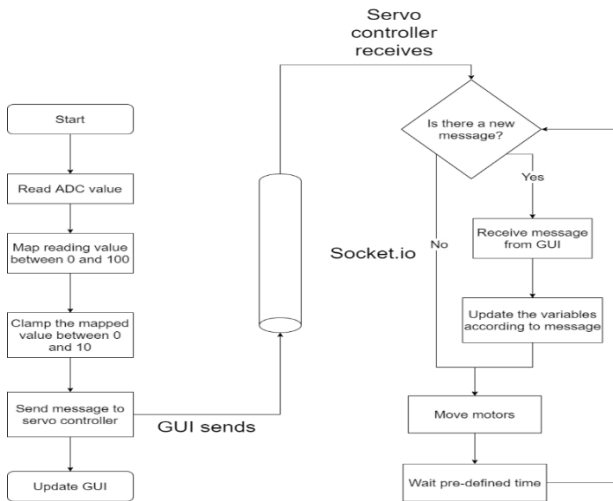 Start
Read ADC value
Map reading value
between 0 and 100
Clamp the mapped
value between 0
and 10
Send message to
servo controller
Update GUI
GUI sends
Socket.io
Servo
controller
receives
Is there a new
message?
Yes
No
Receive message
from GUI
Update the variables
according to message
Move motors
Wait pre-defined time